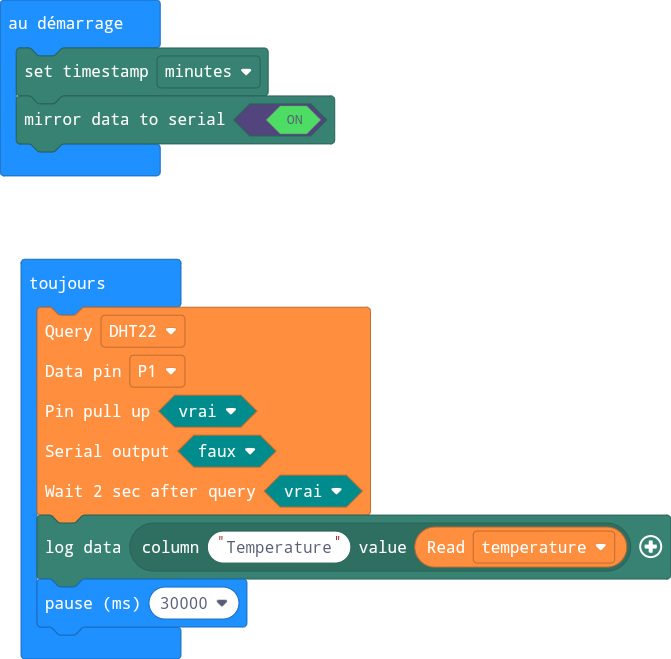 au démarrage
set timestamp minutes
mirror data to serial ON
toujours
Query DHT22
Data pin P1
Pin pull up vrai
Serial output faux
Wait 2 sec after query vrai
log data column "Temperature" value Read temperature
pause (ms) 30000